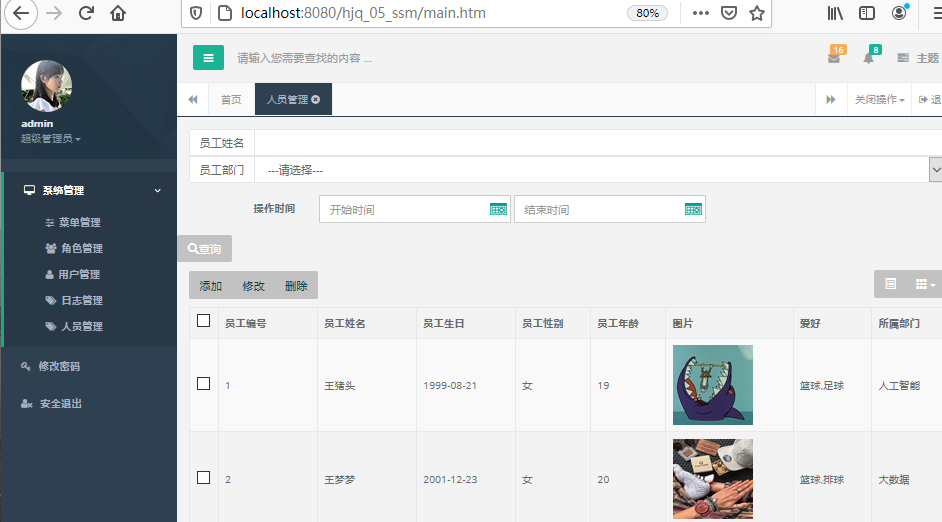 localhost:8080/hjq_05_ssm/main.htm
80%
请输入您需要查找的内容 ...
16
8
主题
首页
人员管理
关闭操作
退
admin
超级管理员
系统管理
菜单管理
角色管理
用户管理
日志管理
人员管理
修改密码
安全退出
员工姓名
员工部门
---请选择---
操作时间
开始时间
结束时间
查询
添加
修改
删除
员工编号
员工姓名
员工生日
员工性别
员工年龄
图片
爱好
所属部门
1
王猪头
1999-08-21
女
19
篮球,足球
人工智能
2
王梦梦
2001-12-23
女
20
篮球,排球
大数据